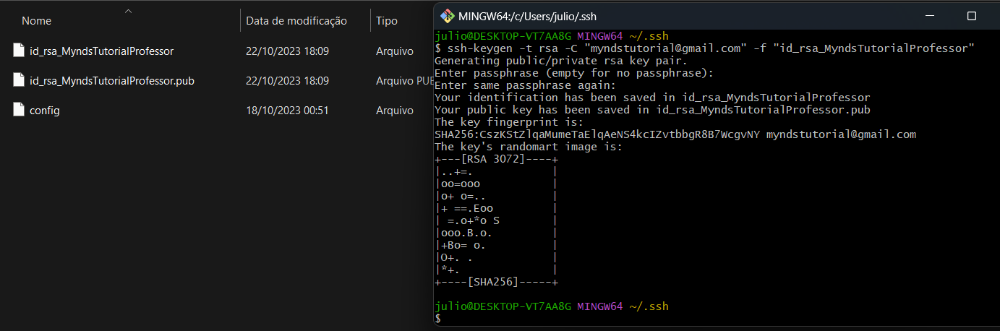 Nome Data de modificação Tipo
id_rsa_MyndsTutorialProfessor 22/10/2023 18:09 Arquivo
id_rsa_MyndsTutorialProfessor.pub 22/10/2023 18:09 Arquivo PUB
config 18/10/2023 00:51 Arquivo
MINGW64:/c/Users/julio/.ssh
julio@DESKTOP-VT7AA8G MINGW64 ~/.ssh
$ ssh-keygen -t rsa -C "myndstutorial@gmail.com" -f "id_rsa_MyndsTutorialProfessor"
Generating public/private rsa key pair.
Enter passphrase (empty for no passphrase):
Enter same passphrase again:
Your identification has been saved in id_rsa_MyndsTutorialProfessor
Your public key has been saved in id_rsa_MyndsTutorialProfessor.pub
The key fingerprint is:
SHA256:CszKStZlqaMumeTaElqAeNS4kcIZvtbbgR8B7WcgvNY myndstutorial@gmail.com
The key's randomart image is:
+---[RSA 3072]----+
|..+=.            |
|oo=ooo           |
|o+ o=..          |
|+ ==.Eoo         |
| =.o+*o S        |
|ooo.B.o.         |
|+Bo= o.          |
|O+. .            |
|*+.              |
+----[SHA256]-----+
julio@DESKTOP-VT7AA8G MINGW64 ~/.ssh
$